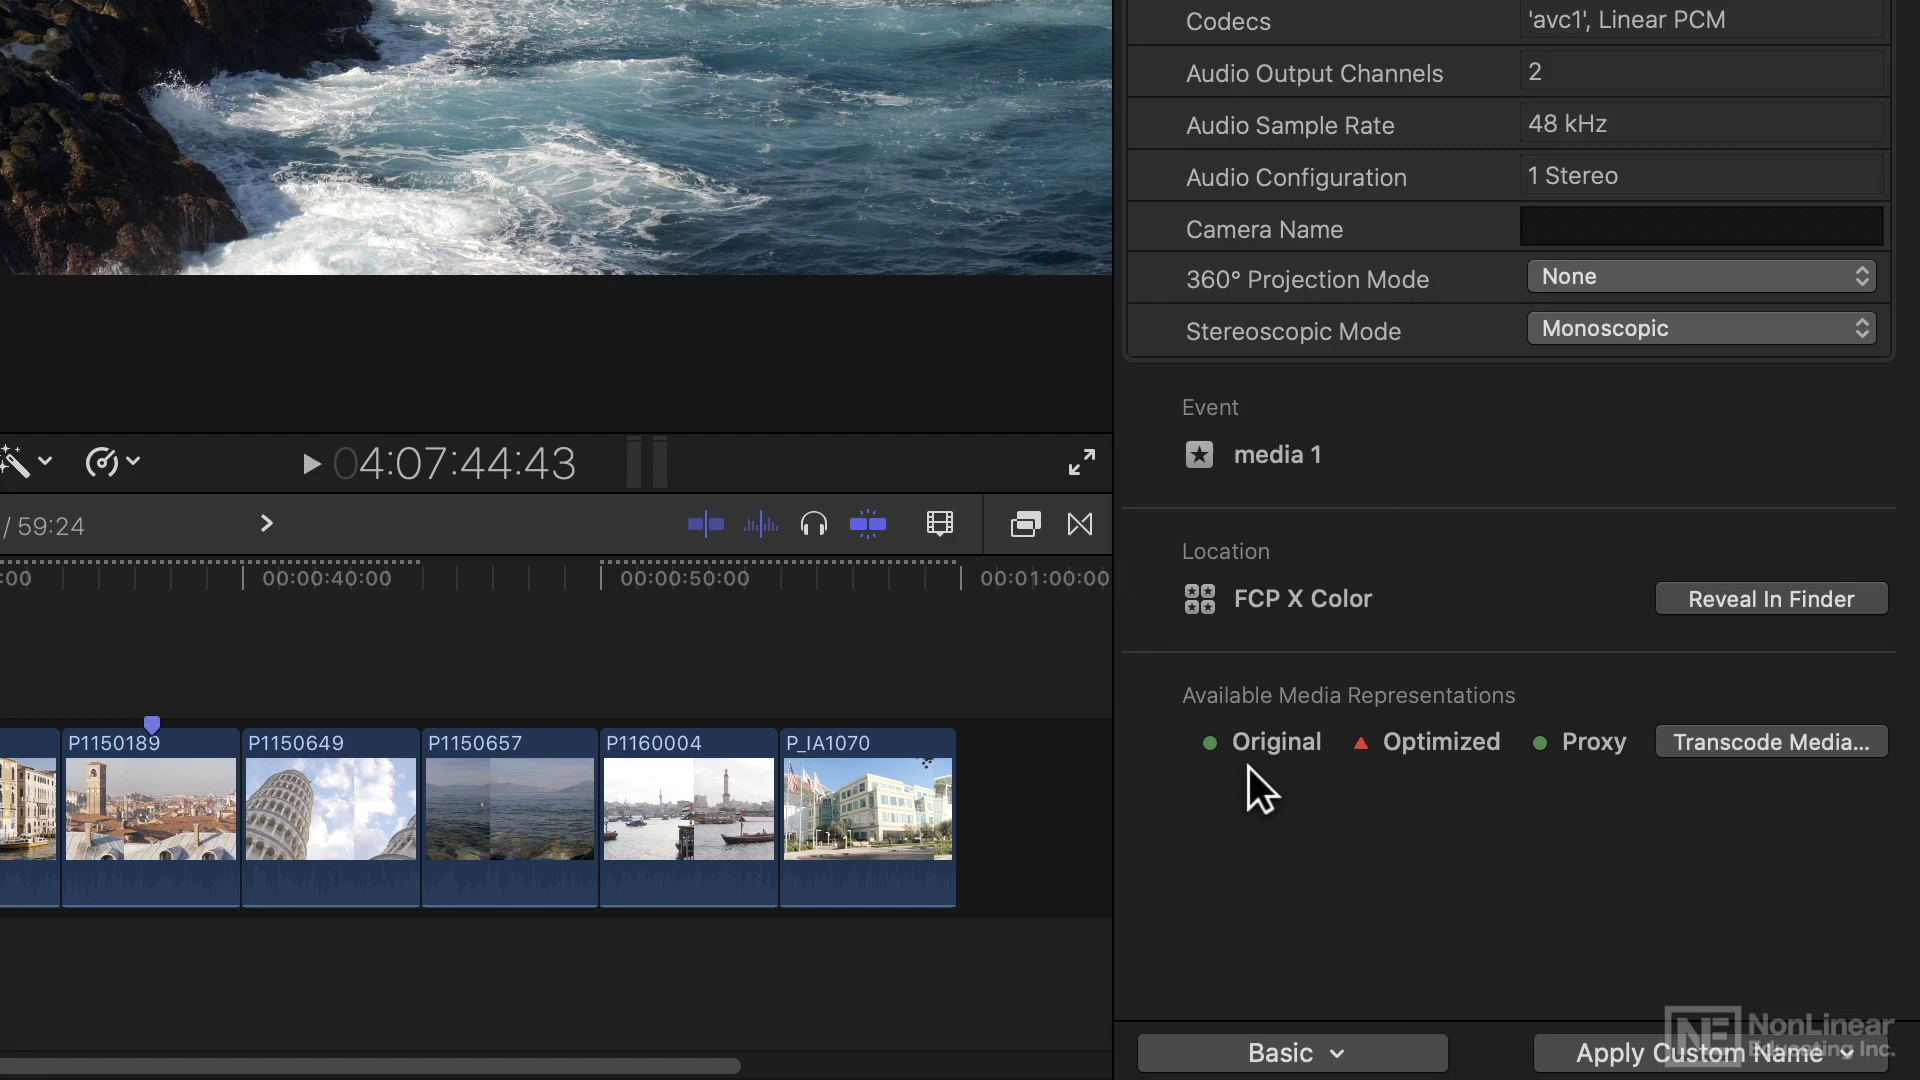 Codecs 'avc1', Linear PCM
Audio Output Channels 2
Audio Sample Rate 48 kHz
Audio Configuration 1 Stereo
Camera Name
360° Projection Mode None
Stereoscopic Mode Monoscopic
Event
media 1
04:07:44:43
/ 59:24
Location
:00 00:00:40:00 00:00:50:00 00:01:00:00
FCP X Color Reveal In Finder
Available Media Representations
Original Optimized Proxy Transcode Media...
P1150189 P1150649 P1150657 P1160004 P_IA1070
NonLinear
Educating Inc.
Basic Apply Custom Name